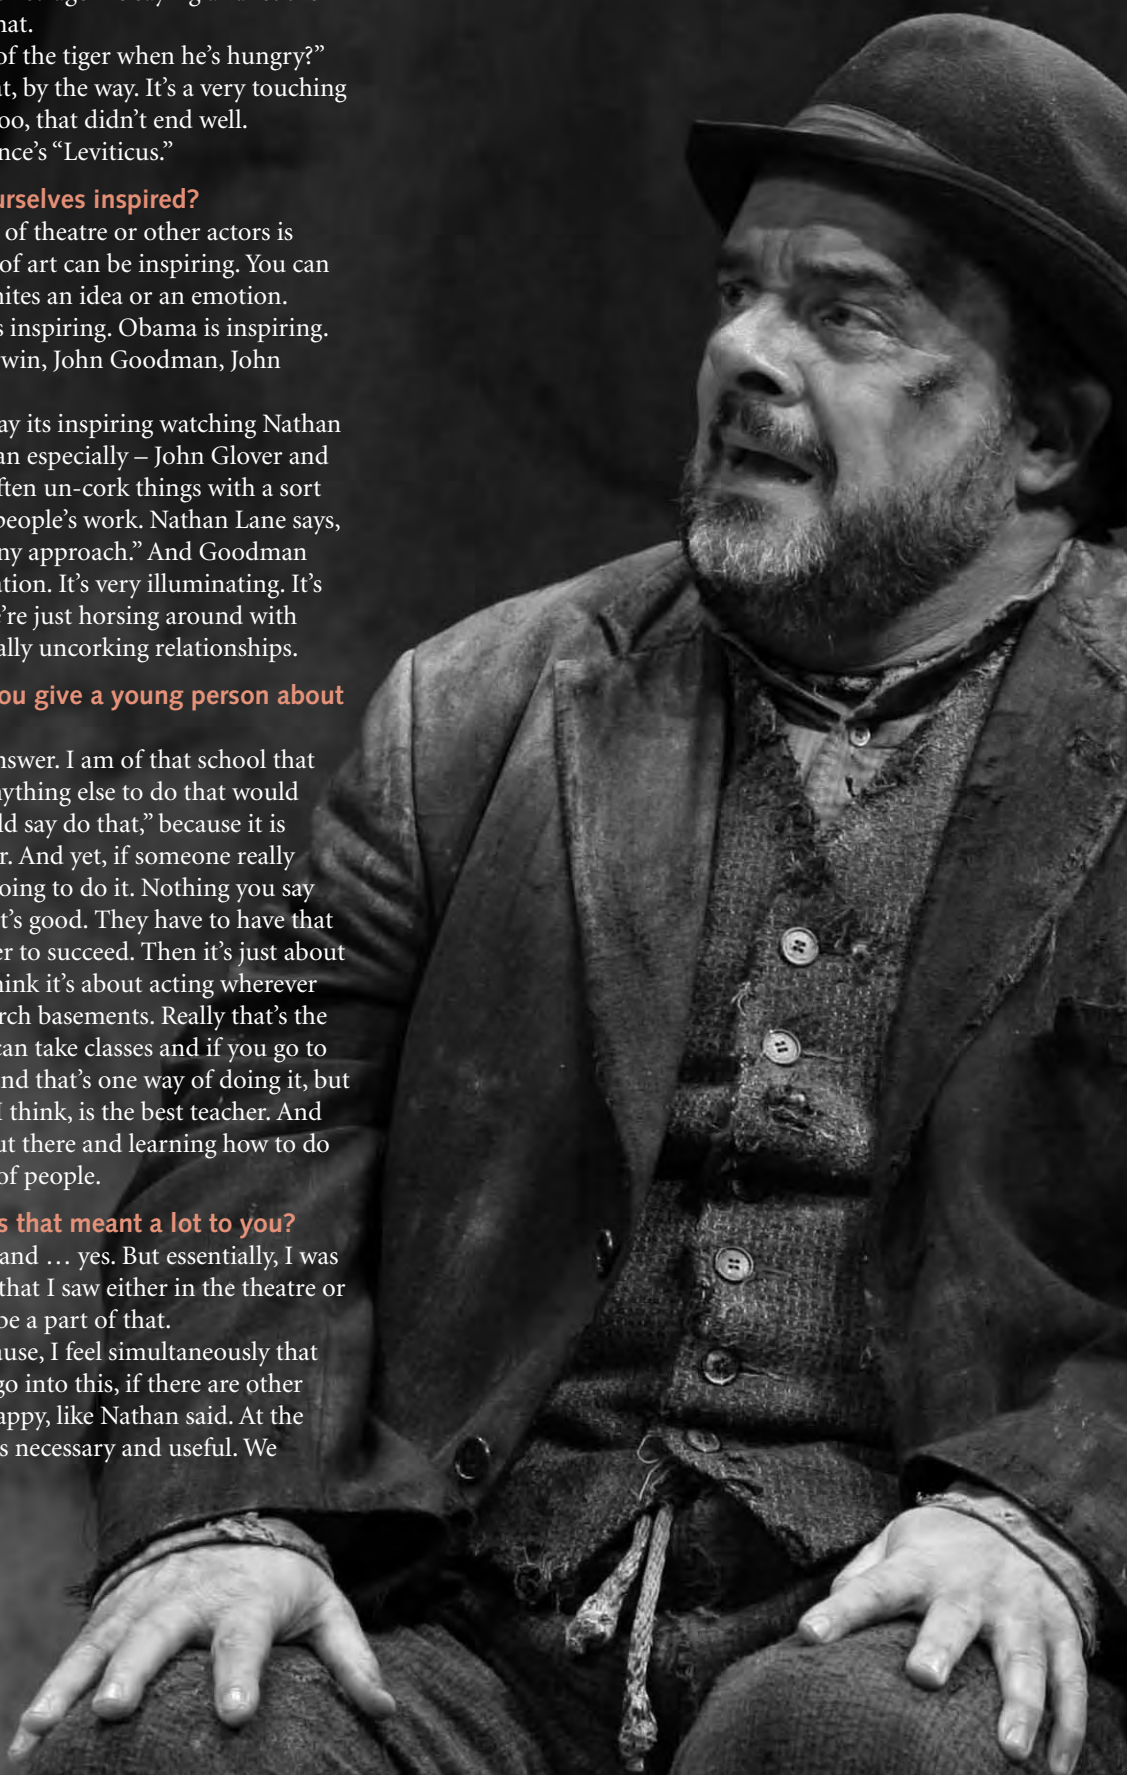 hat.
of the tiger when he’s hungry?”
t, by the way. It’s a very touching
oo, that didn’t end well.
nce’s “Leviticus.”
urselves inspired?
of theatre or other actors is
of art can be inspiring. You can
nites an idea or an emotion.
s inspiring. Obama is inspiring.
win, John Goodman, John
ay its inspiring watching Nathan
an especially – John Glover and
ften un-cork things with a sort
people’s work. Nathan Lane says,
ny approach.” And Goodman
ation. It’s very illuminating. It’s
e’re just horsing around with
ally uncorking relationships.
ou give a young person about
nswer. I am of that school that
nything else to do that would
ld say do that,” because it is
r. And yet, if someone really
oing to do it. Nothing you say
t’s good. They have to have that
er to succeed. Then it’s just about
hink it’s about acting wherever
rch basements. Really that’s the
can take classes and if you go to
nd that’s one way of doing it, but
I think, is the best teacher. And
ut there and learning how to do
of people.
s that meant a lot to you?
and … yes. But essentially, I was
that I saw either in the theatre or
be a part of that.
ause, I feel simultaneously that
go into this, if there are other
appy, like Nathan said. At the
s necessary and useful. We